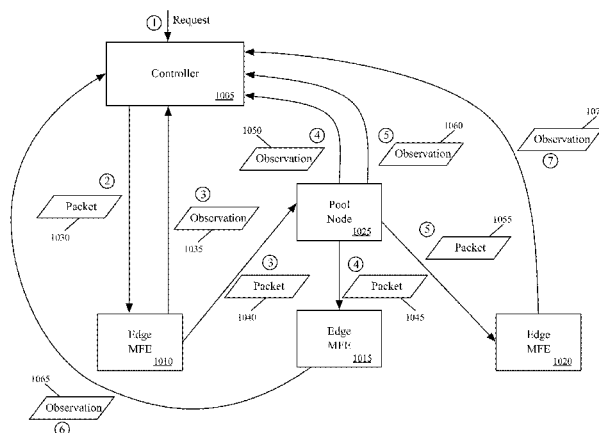 ① Request
Controller
1005
1050
④
⑤
1060
Observation
Observation
Observation
⑦
②
③
Packet
1030
Observation
1035
Pool
Node
1025
1055
⑤
Packet
③
④
Packet
1040
Packet
1045
Edge
MFE
1010
Edge
MFE
1015
Edge
MFE
1020
1065
Observation
⑥